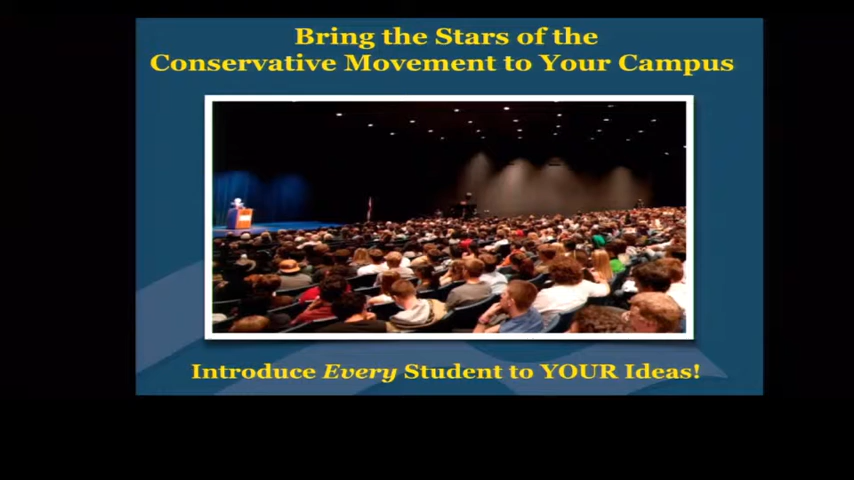 Bring the Stars of the
Conservative Movement to Your Campus
Introduce Every Student to YOUR Ideas!